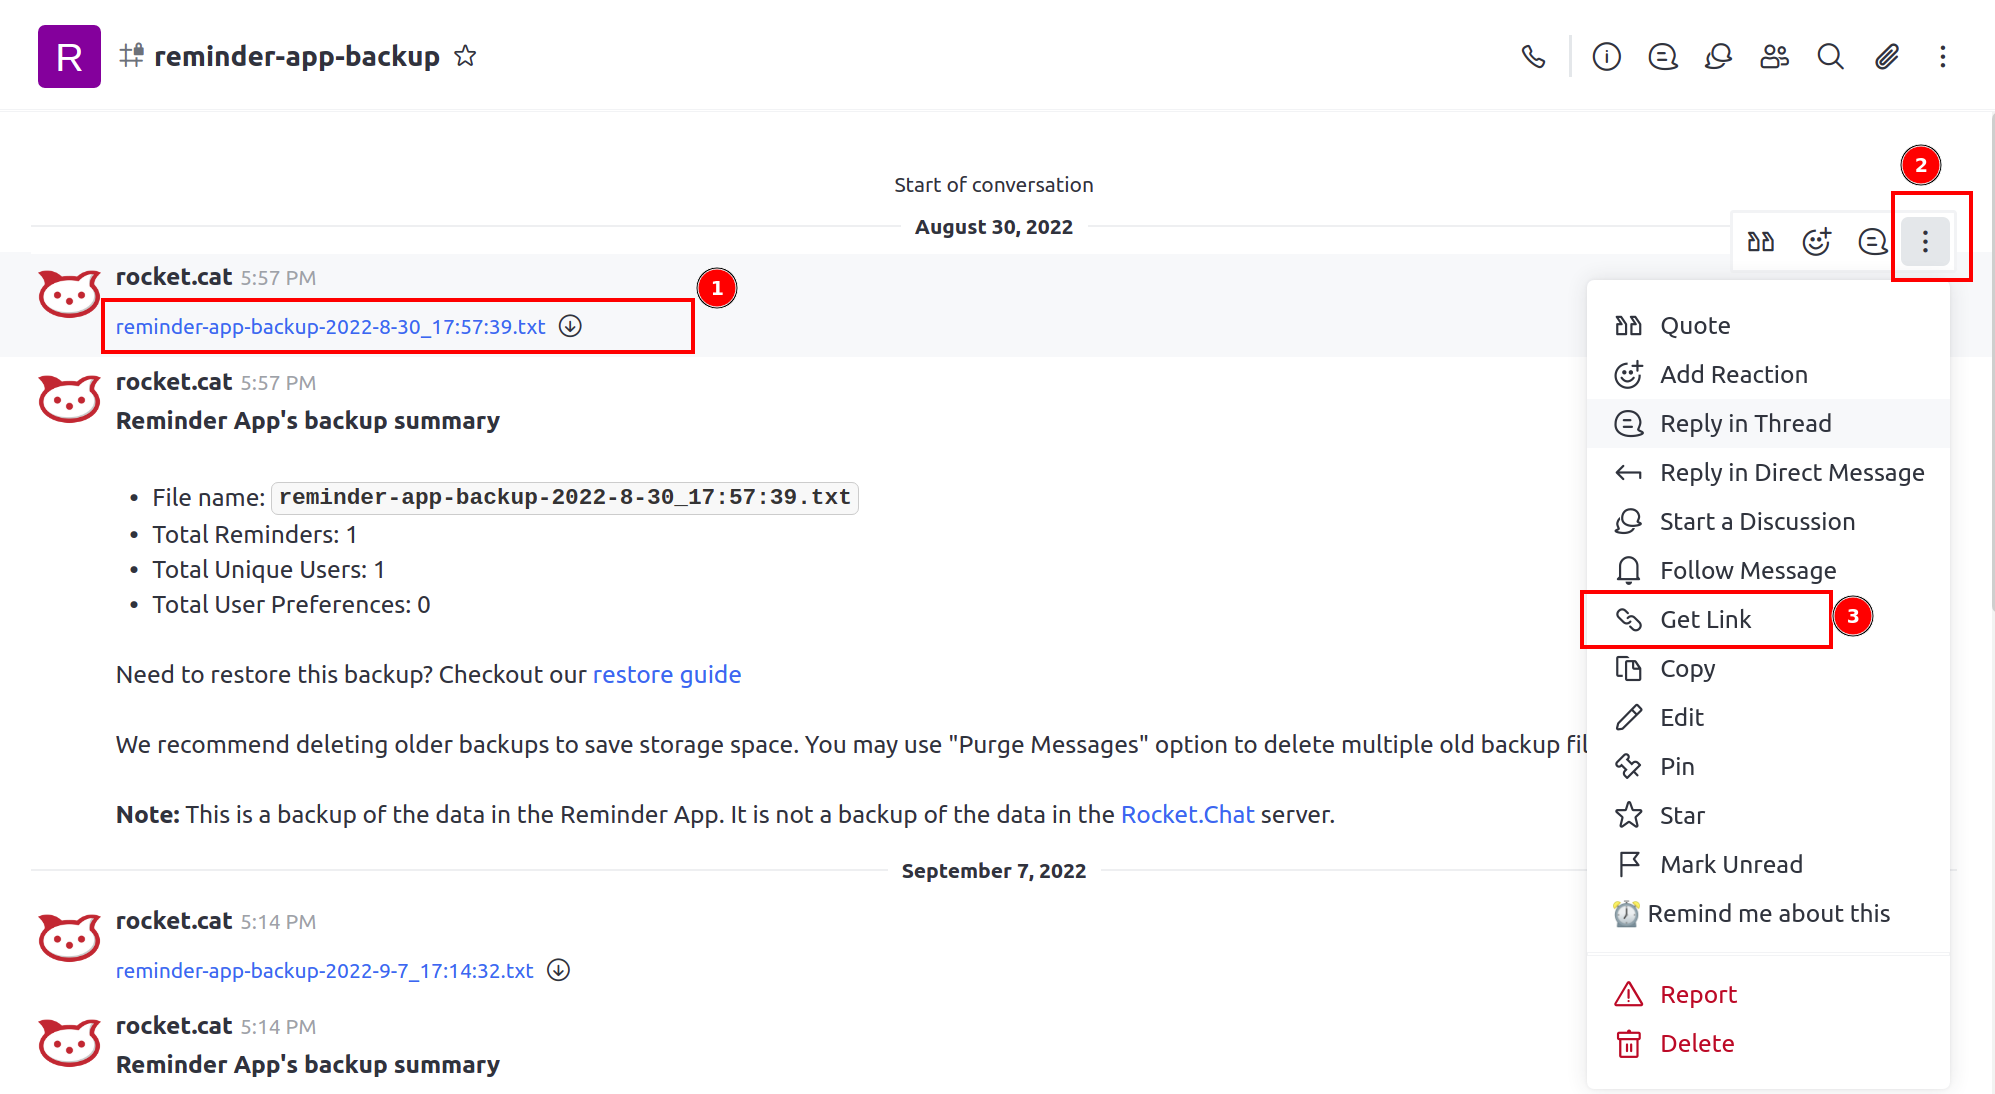 R reminder-app-backup
Start of conversation
August 30, 2022
2
rocket.cat 5:57 PM
1
reminder-app-backup-2022-8-30_17:57:39.txt
rocket.cat 5:57 PM
Reminder App's backup summary
• File name: reminder-app-backup-2022-8-30_17:57:39.txt
• Total Reminders: 1
• Total Unique Users: 1
• Total User Preferences: 0
Need to restore this backup? Checkout our restore guide
We recommend deleting older backups to save storage space. You may use "Purge Messages" option to delete multiple old backup
Note: This is a backup of the data in the Reminder App. It is not a backup of the data in the Rocket.Chat server.
September 7, 2022
rocket.cat 5:14 PM
reminder-app-backup-2022-9-7_17:14:32.txt
rocket.cat 5:14 PM
Reminder App's backup summary
Quote
Add Reaction
Reply in Thread
Reply in Direct Message
Start a Discussion
Follow Message
Get Link
3
Copy
Edit
Pin
Star
Mark Unread
Remind me about this
Report
Delete